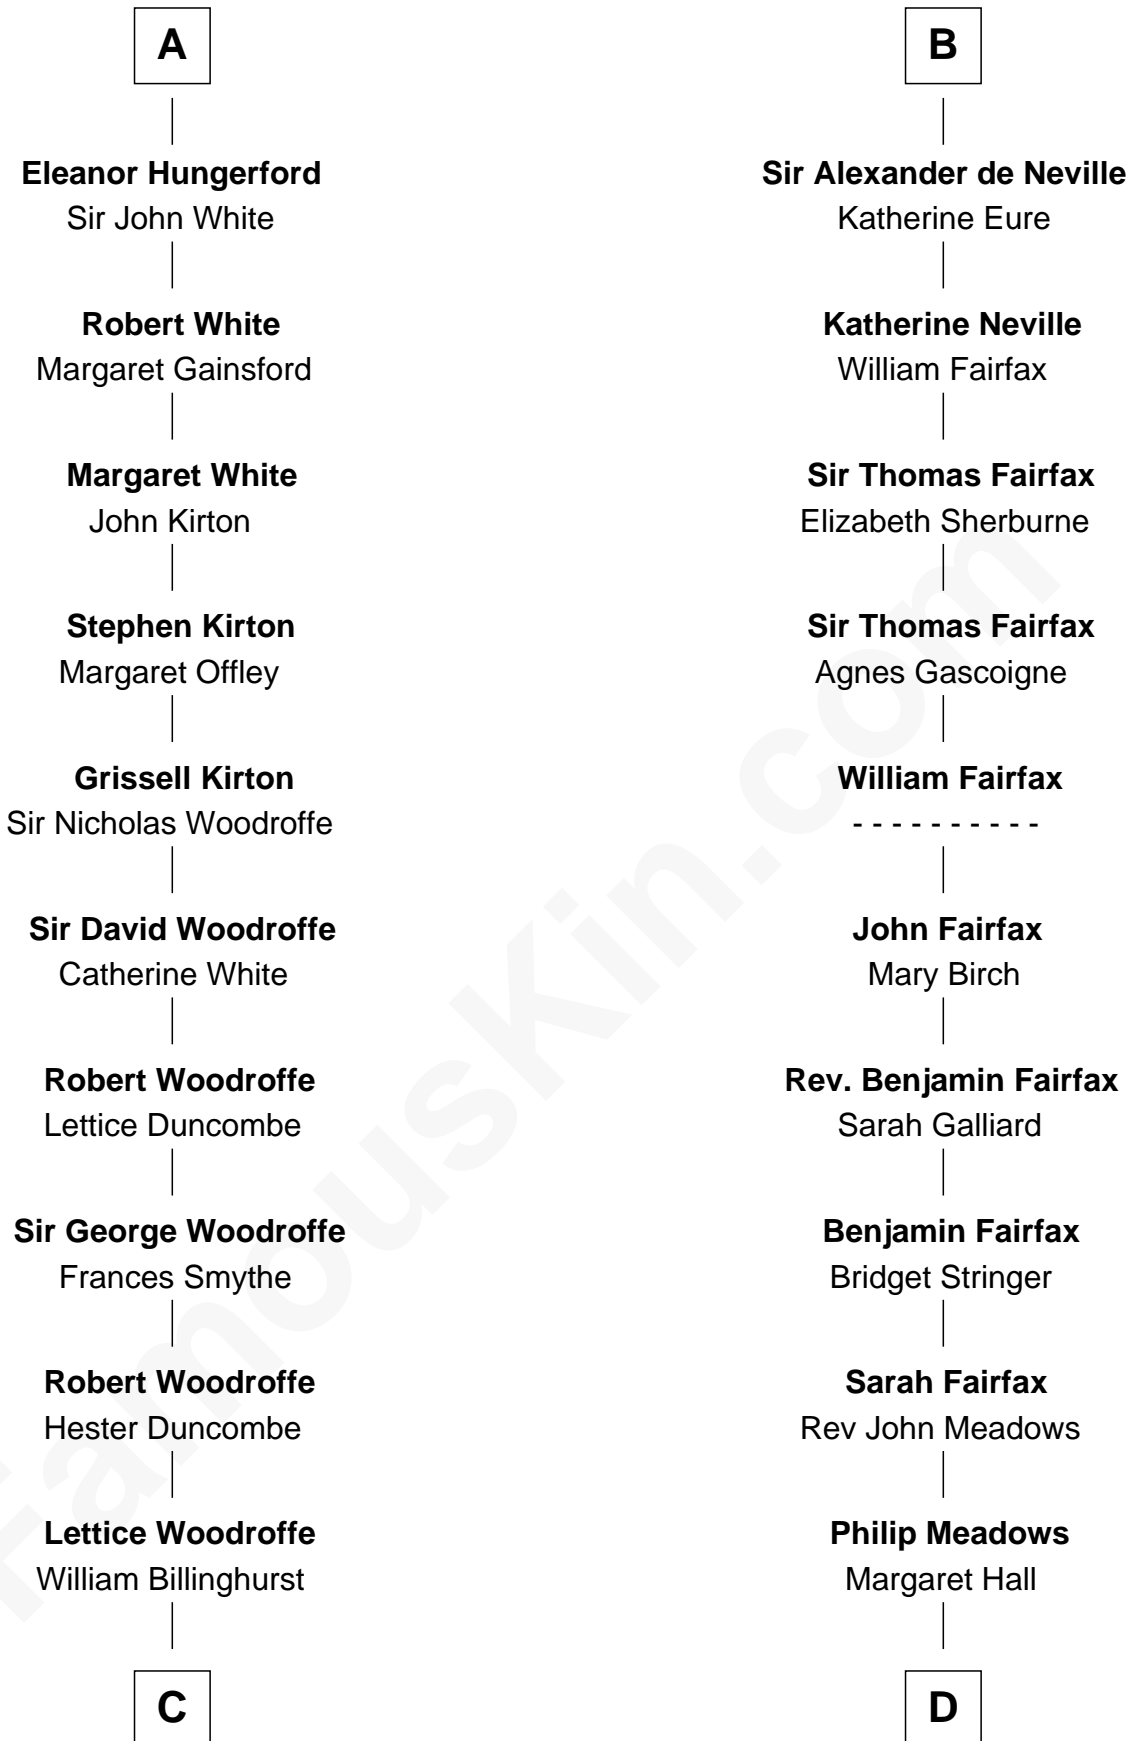 A
Eleanor Hungerford
Sir John White
Robert White
Margaret Gainsford
Margaret White
John Kirton
Stephen Kirton
Margaret Offley
Grissell Kirton
Sir Nicholas Woodroffe
Sir David Woodroffe
Catherine White
Robert Woodroffe
Lettice Duncombe
Sir George Woodroffe
Frances Smythe
Robert Woodroffe
Hester Duncombe
Lettice Woodroffe
William Billinghurst
C
B
Sir Alexander de Neville
Katherine Eure
Katherine Neville
William Fairfax
Sir Thomas Fairfax
Elizabeth Sherburne
Sir Thomas Fairfax
Agnes Gascoigne
William Fairfax
- - - - - - - - - -
John Fairfax
Mary Birch
Rev. Benjamin Fairfax
Sarah Galliard
Benjamin Fairfax
Bridget Stringer
Sarah Fairfax
Rev John Meadows
Philip Meadows
Margaret Hall
D
FamousKin.com